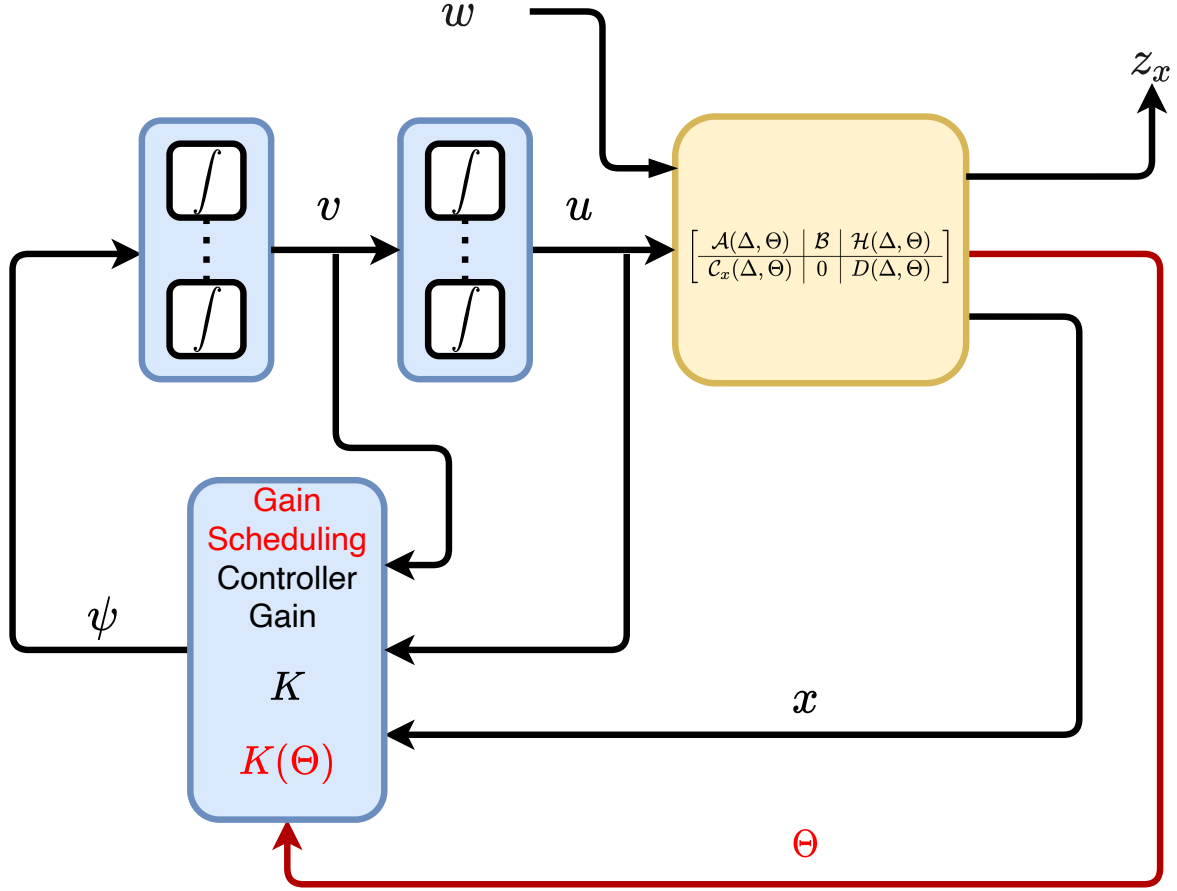 w
z_x
∫ ∫
v
u
⋮ ⋮
𝒜(Δ, Θ) | ℬ | ℋ(Δ, Θ)
𝒞_x(Δ, Θ) | 0 | D(Δ, Θ)
∫ ∫
Gain
Scheduling
Controller
Gain
ψ
K
x
K(Θ)
Θ